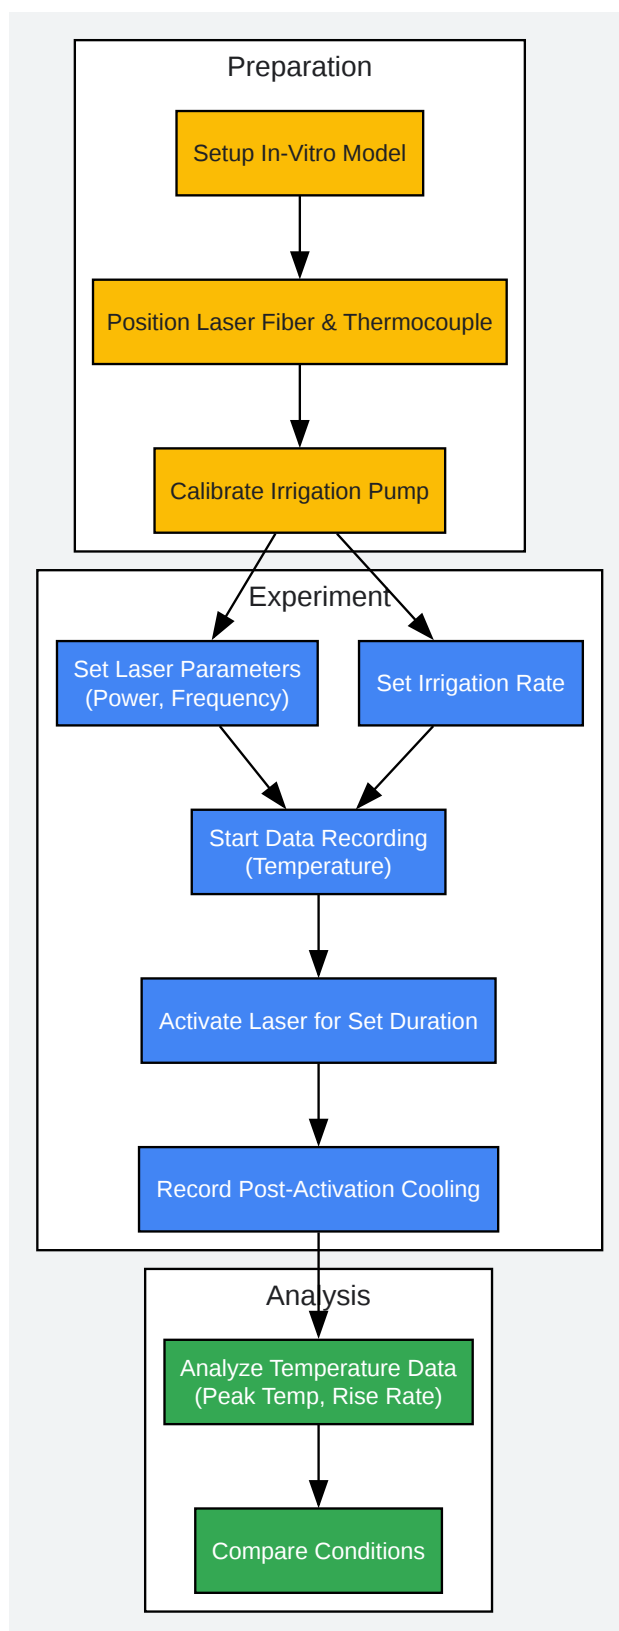 Preparation
Setup In-Vitro Model
Position Laser Fiber & Thermocouple
Calibrate Irrigation Pump
Experiment
Set Laser Parameters
(Power, Frequency)
Set Irrigation Rate
Start Data Recording
(Temperature)
Activate Laser for Set Duration
Record Post-Activation Cooling
Analysis
Analyze Temperature Data
(Peak Temp, Rise Rate)
Compare Conditions